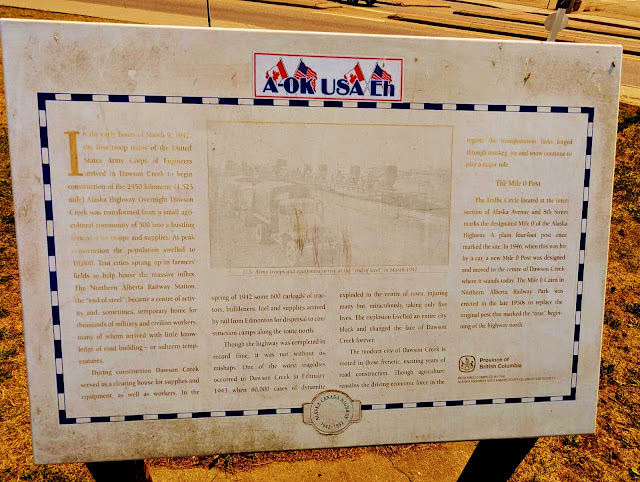 A-OK USA Eh
In the early hours of March 9, 1942,
the first troop train of the United
States Army Corps of Engineers
arrived in Dawson Creek to begin
construction of the 2450 kilometre (1,523
mile) Alaska Highway. Overnight Dawson
Creek was transformed from a small agri-
cultural community of 500 into a bustling
with troops and supplies. At peak
construction the population swelled to
10,000. Tent cities sprang up in farmers'
fields to help house the massive influx.
The Northern Alberta Railway Station,
the "end of steel", became a centre of activ-
ity and, sometimes, temporary home for
thousands of military and civilian workers,
many of whom arrived with little know-
ledge of road building – or subzero temp-
eratures.
During construction Dawson Creek
served as a clearing house for supplies and
equipment, as well as workers. In the
U.S. Army troops and equipment arrive at the "end of steel" in March 1942
spring of 1942 some 600 carloads of trac-
tors, bulldozers, fuel and supplies arrived
by rail from Edmonton for dispersal to con-
struction camps along the route north.
Though the highway was completed in
record time, it was not without its
mishaps. One of the worst tragedies
occurred in Dawson Creek in February
1943 when 60,000 cases of dynamite
exploded in the centre of town, injuring
many but, miraculously, taking only five
lives. The explosion levelled an entire city
block and changed the face of Dawson
Creek forever.
The modern city of Dawson Creek is
rooted in those frenetic, exciting years of
road construction. Though agriculture
remains the driving economic force in the
region, the transportation links forged
through muskeg, ice and snow continue to
play a major role.
The Mile 0 Post
The Traffic Circle located at the inter-
section of Alaska Avenue and 8th Street
marks the designated Mile 0 of the Alaska
Highway. A plain four-foot post once
marked the site. In 1946, when this was hit
by a car, a new Mile 0 Post was designed
and moved to the centre of Dawson Creek
where it stands today. The Mile 0 Cairn in
Northern Alberta Railway Park was
erected in the late 1950s to replace the
original post that marked the "true" begin-
ning of the highway north.
Province of
British Columbia
ALASKA CANADA HIGHWAY
1942-1992